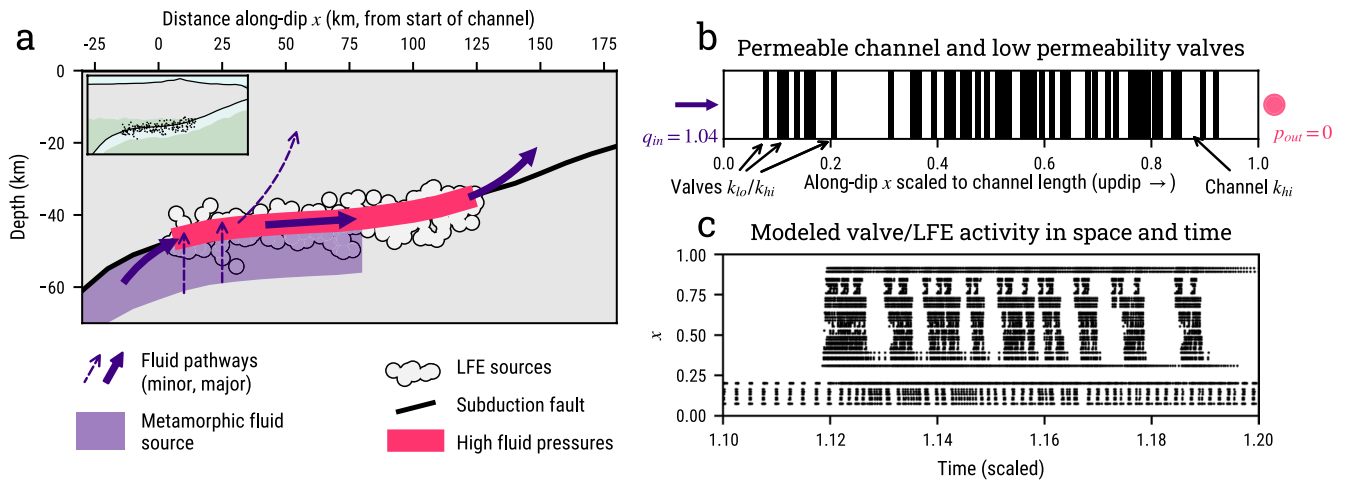 a
Distance along-dip x (km, from start of channel)
-25 0 25 50 75 100 125 150 175
Depth (km)
0
−20
−40
−60
Fluid pathways
(minor, major)
Metamorphic fluid
source
LFE sources
Subduction fault
High fluid pressures
b
Permeable channel and low permeability valves
q_in = 1.04
p_out = 0
0.0 0.2 0.4 0.6 0.8 1.0
Valves k_lo/k_hi
Along-dip x scaled to channel length (updip →)
Channel k_hi
c
Modeled valve/LFE activity in space and time
x
1.00
0.75
0.50
0.25
0.00
1.10 1.12 1.14 1.16 1.18 1.20
Time (scaled)